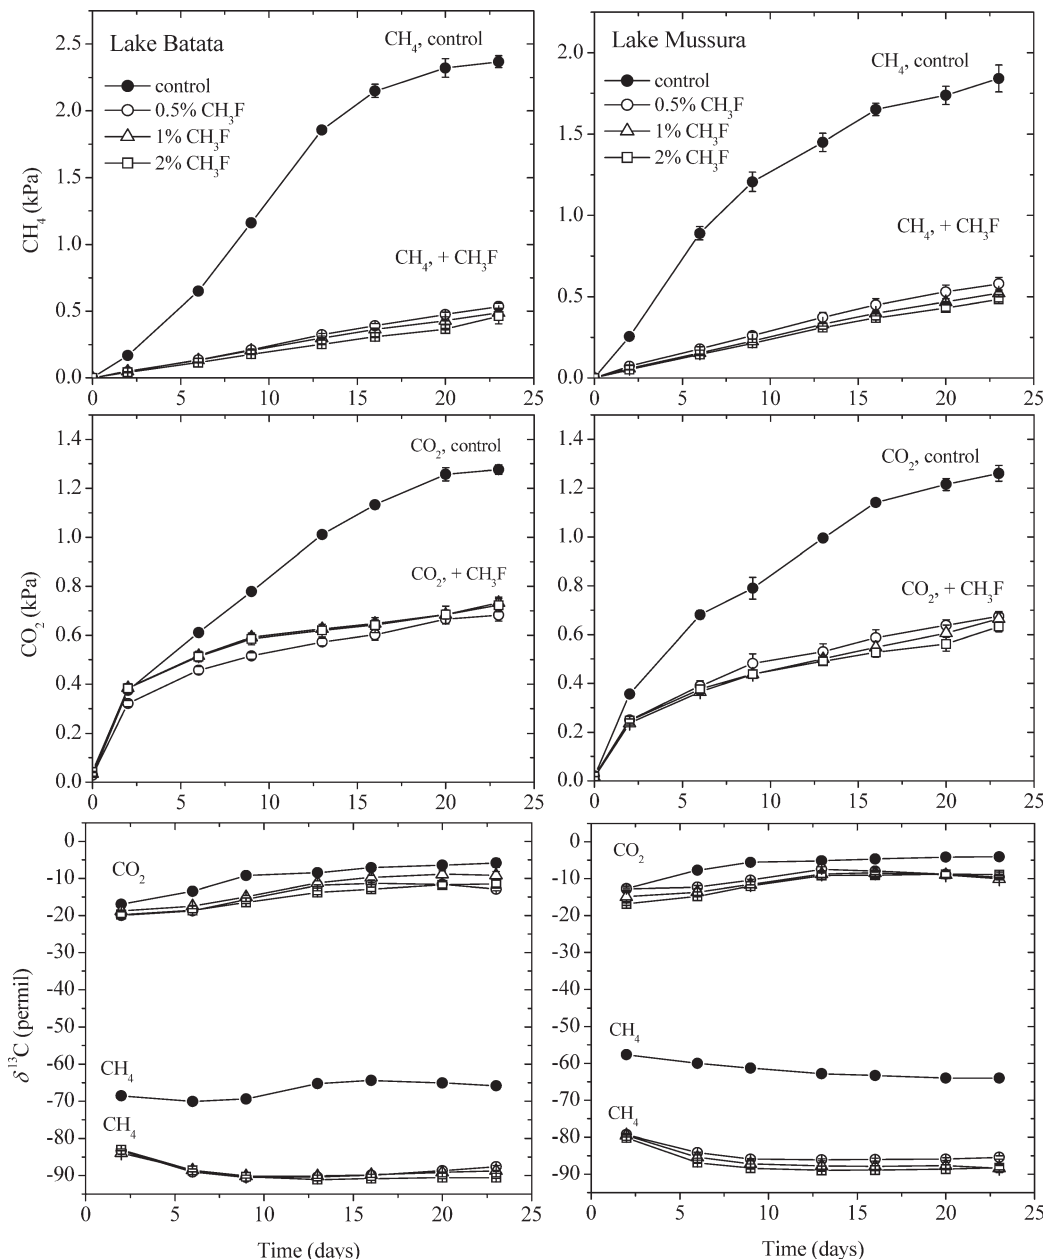 Lake Batata
CH4, control
control
0.5% CH3F
1% CH3F
2% CH3F
CH4, + CH3F
CH4 (kPa)
2.5
2.0
1.5
1.0
0.5
0.0
0 5 10 15 20 25
Lake Mussura
CH4, control
control
0.5% CH3F
1% CH3F
2% CH3F
CH4, + CH3F
2.0
1.5
1.0
0.5
0.0
0 5 10 15 20 25
CO2, control
CO2, + CH3F
CO2 (kPa)
1.4
1.2
1.0
0.8
0.6
0.4
0.2
0.0
0 5 10 15 20 25
CO2, control
CO2, + CH3F
1.4
1.2
1.0
0.8
0.6
0.4
0.2
0.0
0 5 10 15 20 25
CO2
CH4
CH4
δ13C (permil)
0
-10
-20
-30
-40
-50
-60
-70
-80
-90
0 5 10 15 20 25
Time (days)
CO2
CH4
CH4
0
-10
-20
-30
-40
-50
-60
-70
-80
-90
0 5 10 15 20 25
Time (days)